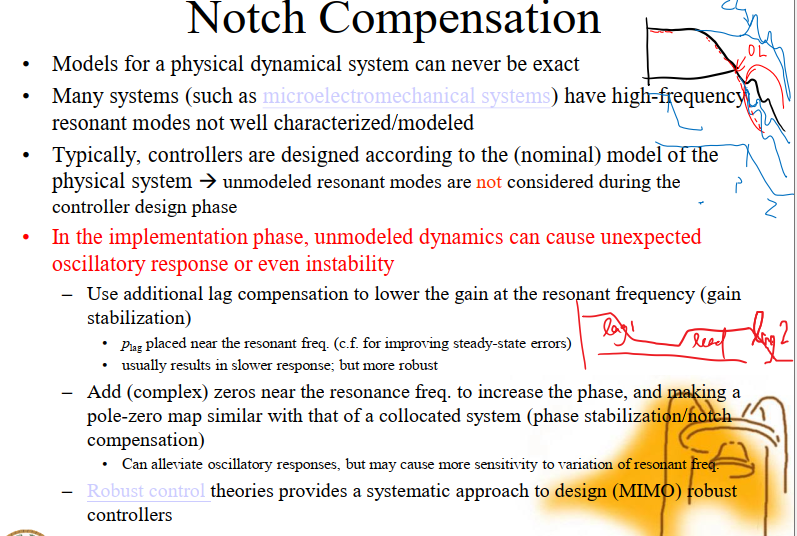 Notch Compensation
• Models for a physical dynamical system can never be exact
OL
• Many systems (such as microelectromechanical systems) have high-frequency
resonant modes not well characterized/modeled
• Typically, controllers are designed according to the (nominal) model of the
physical system → unmodeled resonant modes are not considered during the
controller design phase
P
Z
• In the implementation phase, unmodeled dynamics can cause unexpected
oscillatory response or even instability
– Use additional lag compensation to lower the gain at the resonant frequency (gain
stabilization)
lag1 lead lag2
• plag placed near the resonant freq. (c.f. for improving steady-state errors)
• usually results in slower response; but more robust
– Add (complex) zeros near the resonance freq. to increase the phase, and making a
pole-zero map similar with that of a collocated system (phase stabilization/notch
compensation)
• Can alleviate oscillatory responses, but may cause more sensitivity to variation of resonant freq.
– Robust control theories provides a systematic approach to design (MIMO) robust
controllers